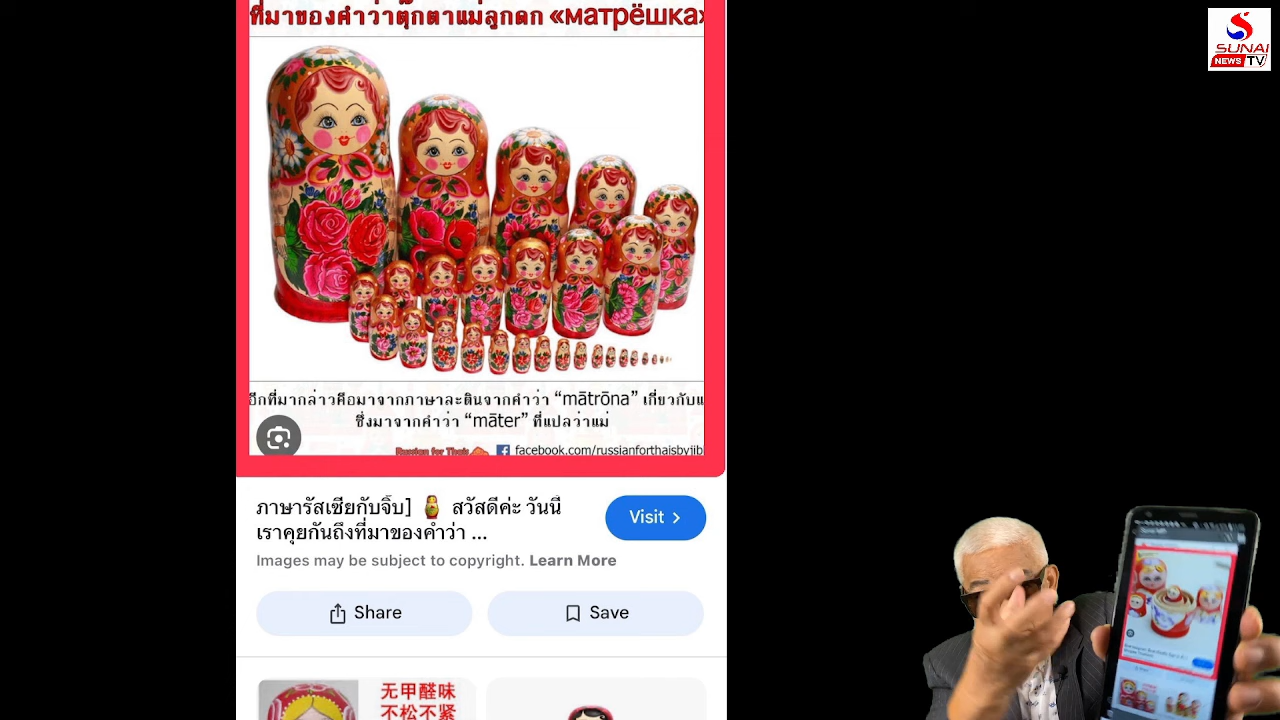 ที่มาของคำว่าตุ๊กตาแม่ลูกดก «матрёшка»
SUNAI
NEWS TV
อีกที่มากล่าวคือมาจากภาษาละตินจากคำว่า “mātrōna” เกี่ยวกับแ
ซึ่งมาจากคำว่า “māter” ที่แปลว่าแม่
Russian for Thais
facebook.com/russianforthaisbyjib
ภาษารัสเซียกับจิ๊บ] สวัสดีค่ะ วันนี้
เราคุยกันถึงที่มาของคำว่า ...
Visit
Images may be subject to copyright. Learn More
Share
Save
无甲醛味
不松不紧